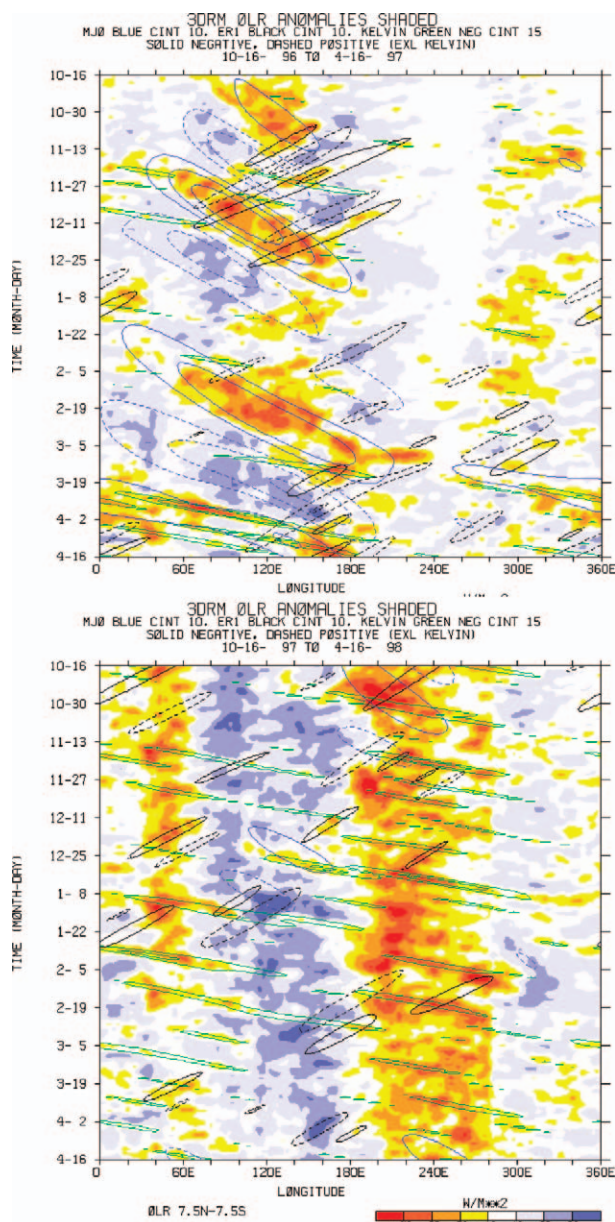 3DRM ØLR ANØMALIES SHADED
MJØ BLUE CINT 10. ER1 BLACK CINT 10. KELVIN GREEN NEG CINT 15
SØLID NEGATIVE, DASHED PØSITIVE (EXL KELVIN)
10-16- 96 TØ 4-16- 97
TIME (MØNTH-DAY)
10-16
10-30
11-13
11-27
12-11
12-25
1- 8
1-22
2- 5
2-19
3- 5
3-19
4- 2
4-16
0 60E 120E 180E 240E 300E 360E
LØNGITUDE
3DRM ØLR ANØMALIES SHADED
MJØ BLUE CINT 10. ER1 BLACK CINT 10. KELVIN GREEN NEG CINT 15
SØLID NEGATIVE, DASHED PØSITIVE (EXL KELVIN)
10-16- 97 TØ 4-16- 98
TIME (MØNTH-DAY)
10-16
10-30
11-13
11-27
12-11
12-25
1- 8
1-22
2- 5
2-19
3- 5
3-19
4- 2
4-16
0 60E 120E 180E 240E 300E 360E
LØNGITUDE
ØLR 7.5N-7.5S
W/M**2